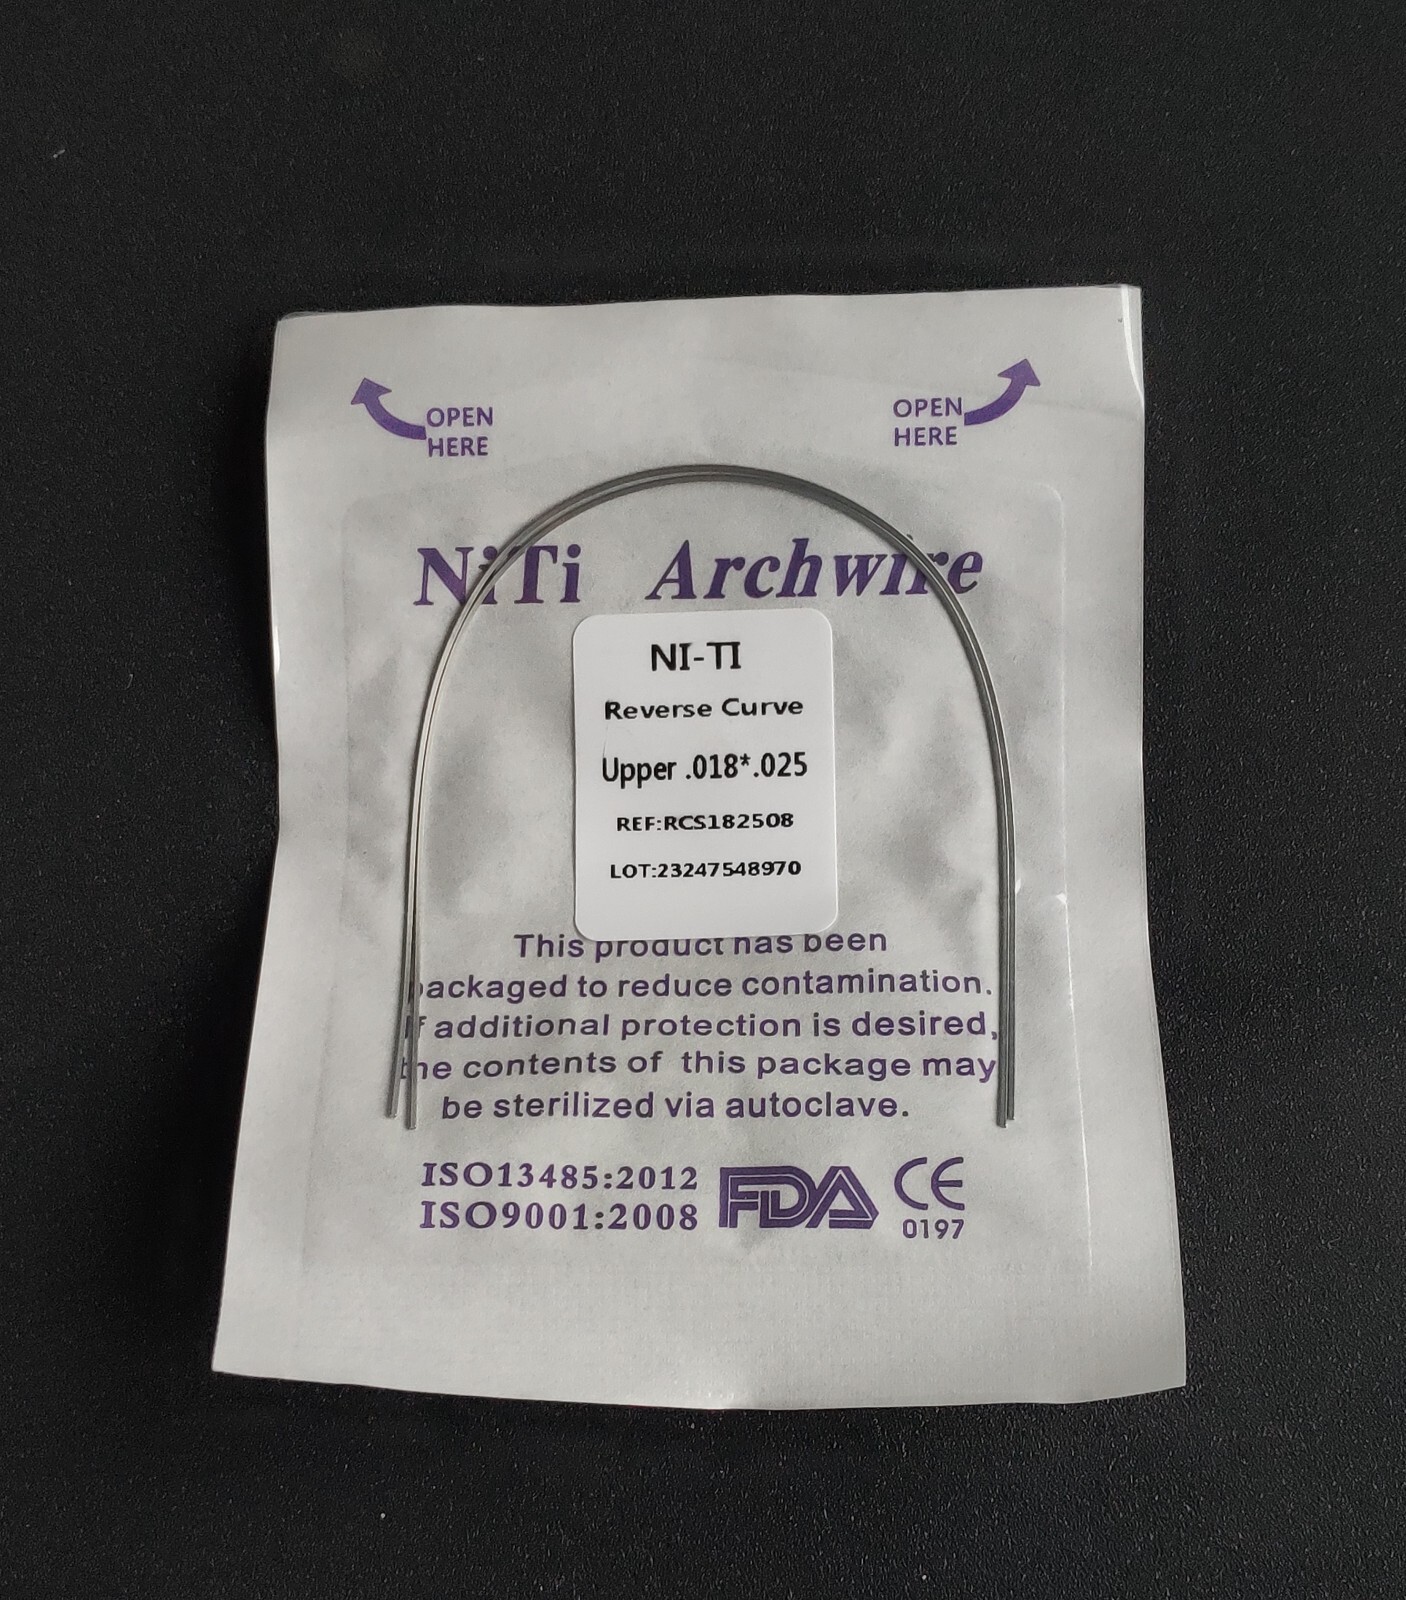 OPEN HERE
OPEN HERE
NiTi Archwire
NI-TI
Reverse Curve
Upper .018*.025
REF:RCS182508
LOT:23247548970
This product has been
packaged to reduce contamination.
If additional protection is desired,
the contents of this package may
be sterilized via autoclave.
ISO13485:2012
ISO9001:2008
FDA
CE
0197